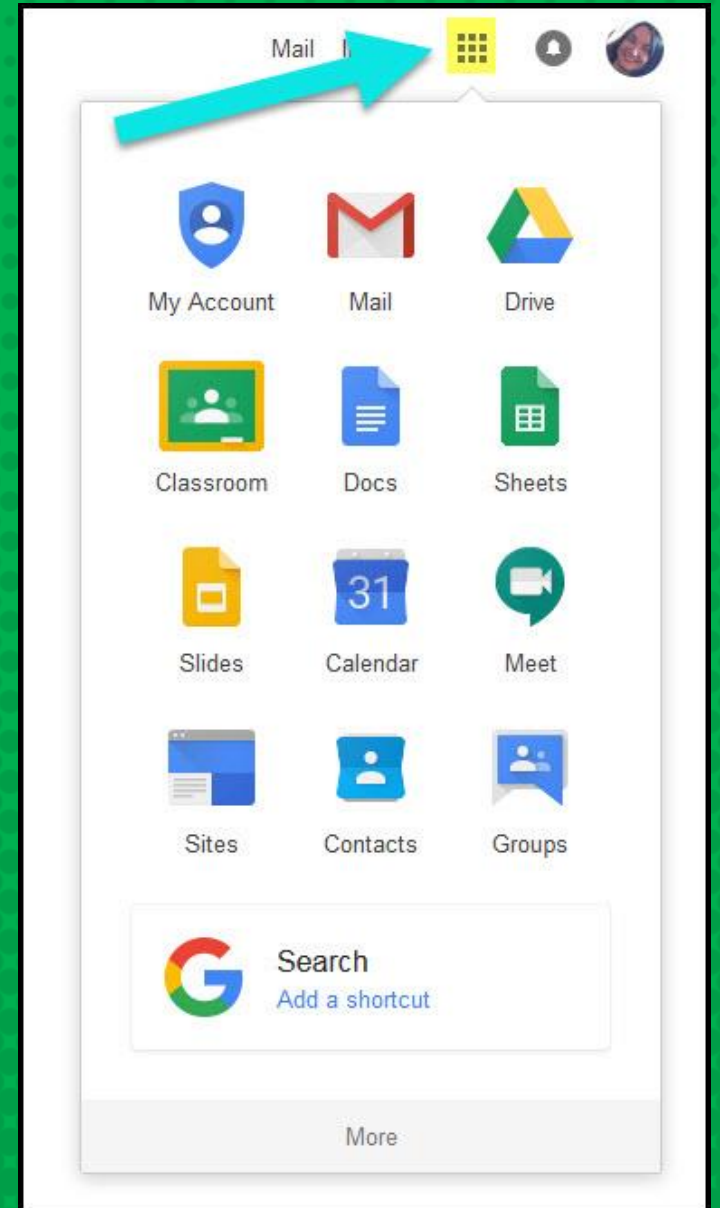 Mail
My Account Mail Drive
Classroom Docs Sheets
31
Slides Calendar Meet
Sites Contacts Groups
Search
Add a shortcut
More